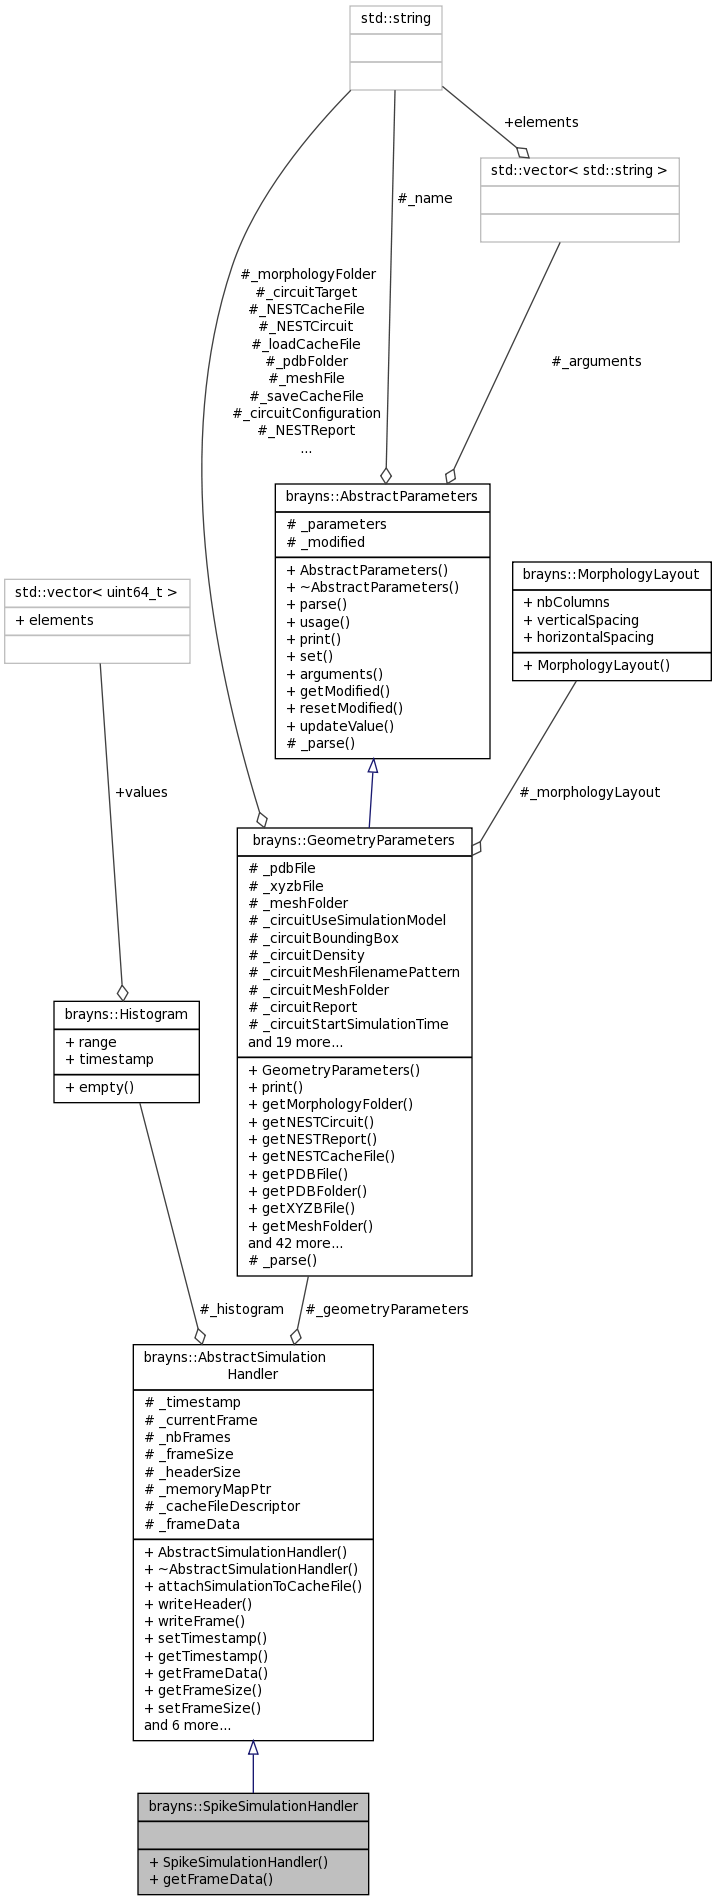 std::string
+elements
std::vector< std::string >
#_name
#_morphologyFolder
#_circuitTarget
#_NESTCacheFile
#_NESTCircuit
#_loadCacheFile
#_pdbFolder
#_meshFile
#_saveCacheFile
#_circuitConfiguration
#_NESTReport
...
#_arguments
brayns::AbstractParameters
# _parameters
# _modified
+ AbstractParameters()
+ ~AbstractParameters()
+ parse()
+ usage()
+ print()
+ set()
+ arguments()
+ getModified()
+ resetModified()
+ updateValue()
# _parse()
brayns::MorphologyLayout
+ nbColumns
+ verticalSpacing
+ horizontalSpacing
+ MorphologyLayout()
std::vector< uint64_t >
+ elements
+values
#_morphologyLayout
brayns::GeometryParameters
# _pdbFile
# _xyzbFile
# _meshFolder
# _circuitUseSimulationModel
# _circuitBoundingBox
# _circuitDensity
# _circuitMeshFilenamePattern
# _circuitMeshFolder
# _circuitReport
# _circuitStartSimulationTime
and 19 more...
+ GeometryParameters()
+ print()
+ getMorphologyFolder()
+ getNESTCircuit()
+ getNESTReport()
+ getNESTCacheFile()
+ getPDBFile()
+ getPDBFolder()
+ getXYZBFile()
+ getMeshFolder()
and 42 more...
# _parse()
brayns::Histogram
+ range
+ timestamp
+ empty()
#_histogram
#_geometryParameters
brayns::AbstractSimulation
Handler
# _timestamp
# _currentFrame
# _nbFrames
# _frameSize
# _headerSize
# _memoryMapPtr
# _cacheFileDescriptor
# _frameData
+ AbstractSimulationHandler()
+ ~AbstractSimulationHandler()
+ attachSimulationToCacheFile()
+ writeHeader()
+ writeFrame()
+ setTimestamp()
+ getTimestamp()
+ getFrameData()
+ getFrameSize()
+ setFrameSize()
and 6 more...
brayns::SpikeSimulationHandler
+ SpikeSimulationHandler()
+ getFrameData()